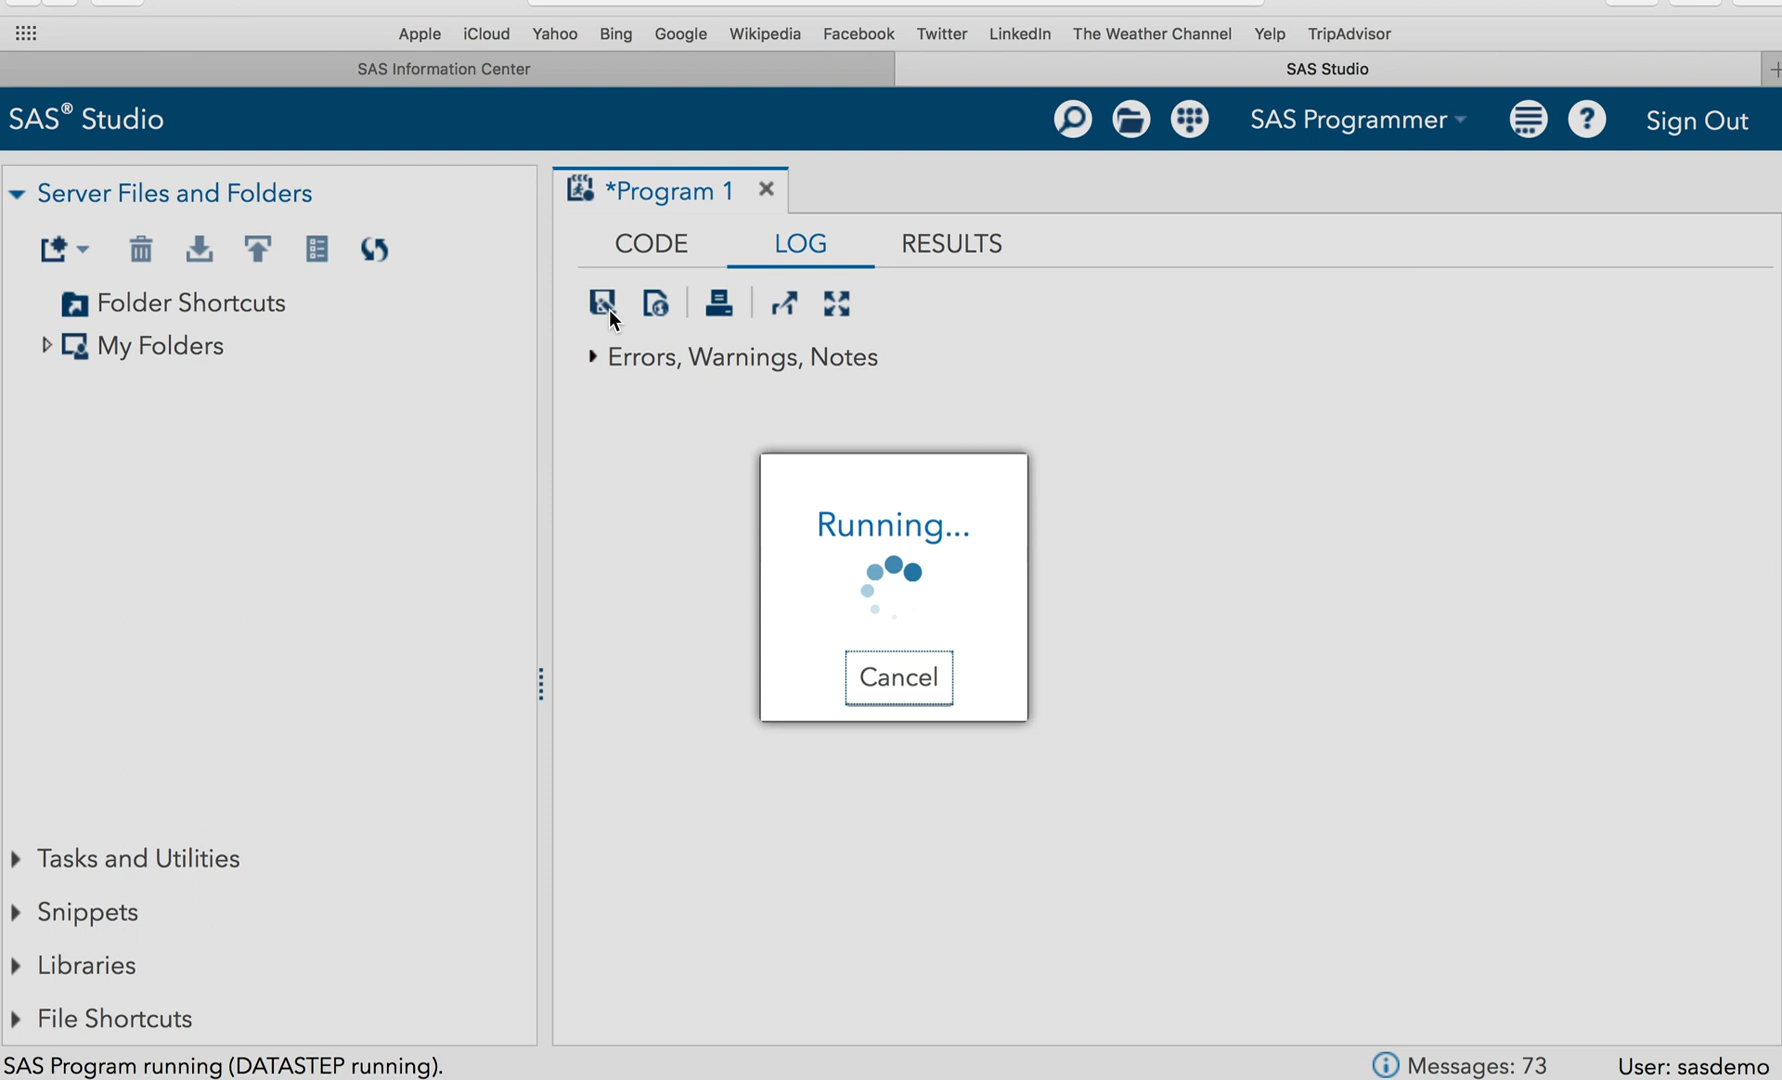 Apple iCloud Yahoo Bing Google Wikipedia Facebook Twitter LinkedIn The Weather Channel Yelp TripAdvisor
SAS Information Center SAS Studio +
SAS® Studio SAS Programmer ? Sign Out
Server Files and Folders
Folder Shortcuts
My Folders
Tasks and Utilities
Snippets
Libraries
File Shortcuts
*Program 1
CODE LOG RESULTS
Errors, Warnings, Notes
Running...
Cancel
SAS Program running (DATASTEP running). Messages: 73 User: sasdemo